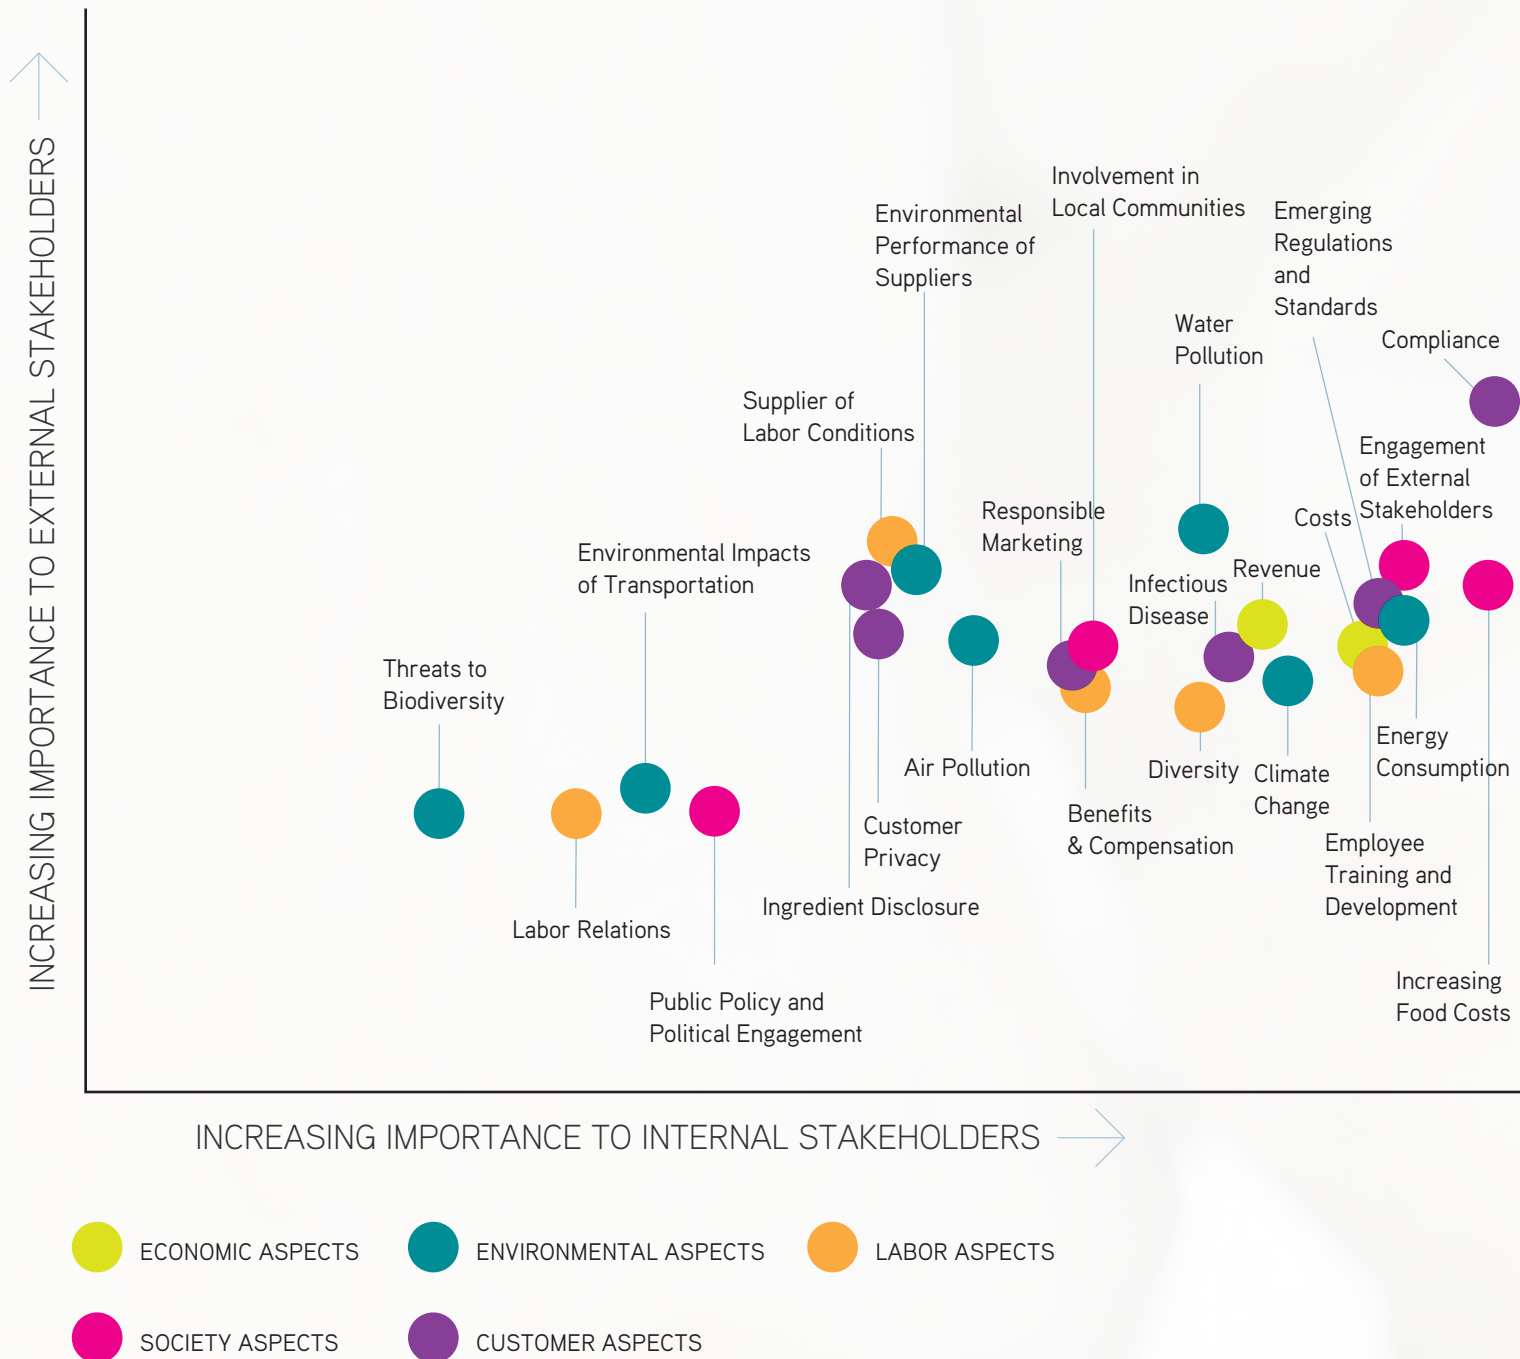 INCREASING IMPORTANCE TO EXTERNAL STAKEHOLDERS
Involvement in
Local Communities
Environmental
Performance of
Suppliers
Emerging
Regulations
and
Standards
Water
Pollution
Compliance
Supplier of
Labor Conditions
Engagement
of External
Stakeholders
Responsible
Marketing
Costs
Environmental Impacts
of Transportation
Infectious
Disease
Revenue
Threats to
Biodiversity
Air Pollution
Diversity
Climate
Change
Energy
Consumption
Customer
Privacy
Benefits
& Compensation
Employee
Training and
Development
Ingredient Disclosure
Labor Relations
Public Policy and
Political Engagement
Increasing
Food Costs
INCREASING IMPORTANCE TO INTERNAL STAKEHOLDERS
ECONOMIC ASPECTS
ENVIRONMENTAL ASPECTS
LABOR ASPECTS
SOCIETY ASPECTS
CUSTOMER ASPECTS